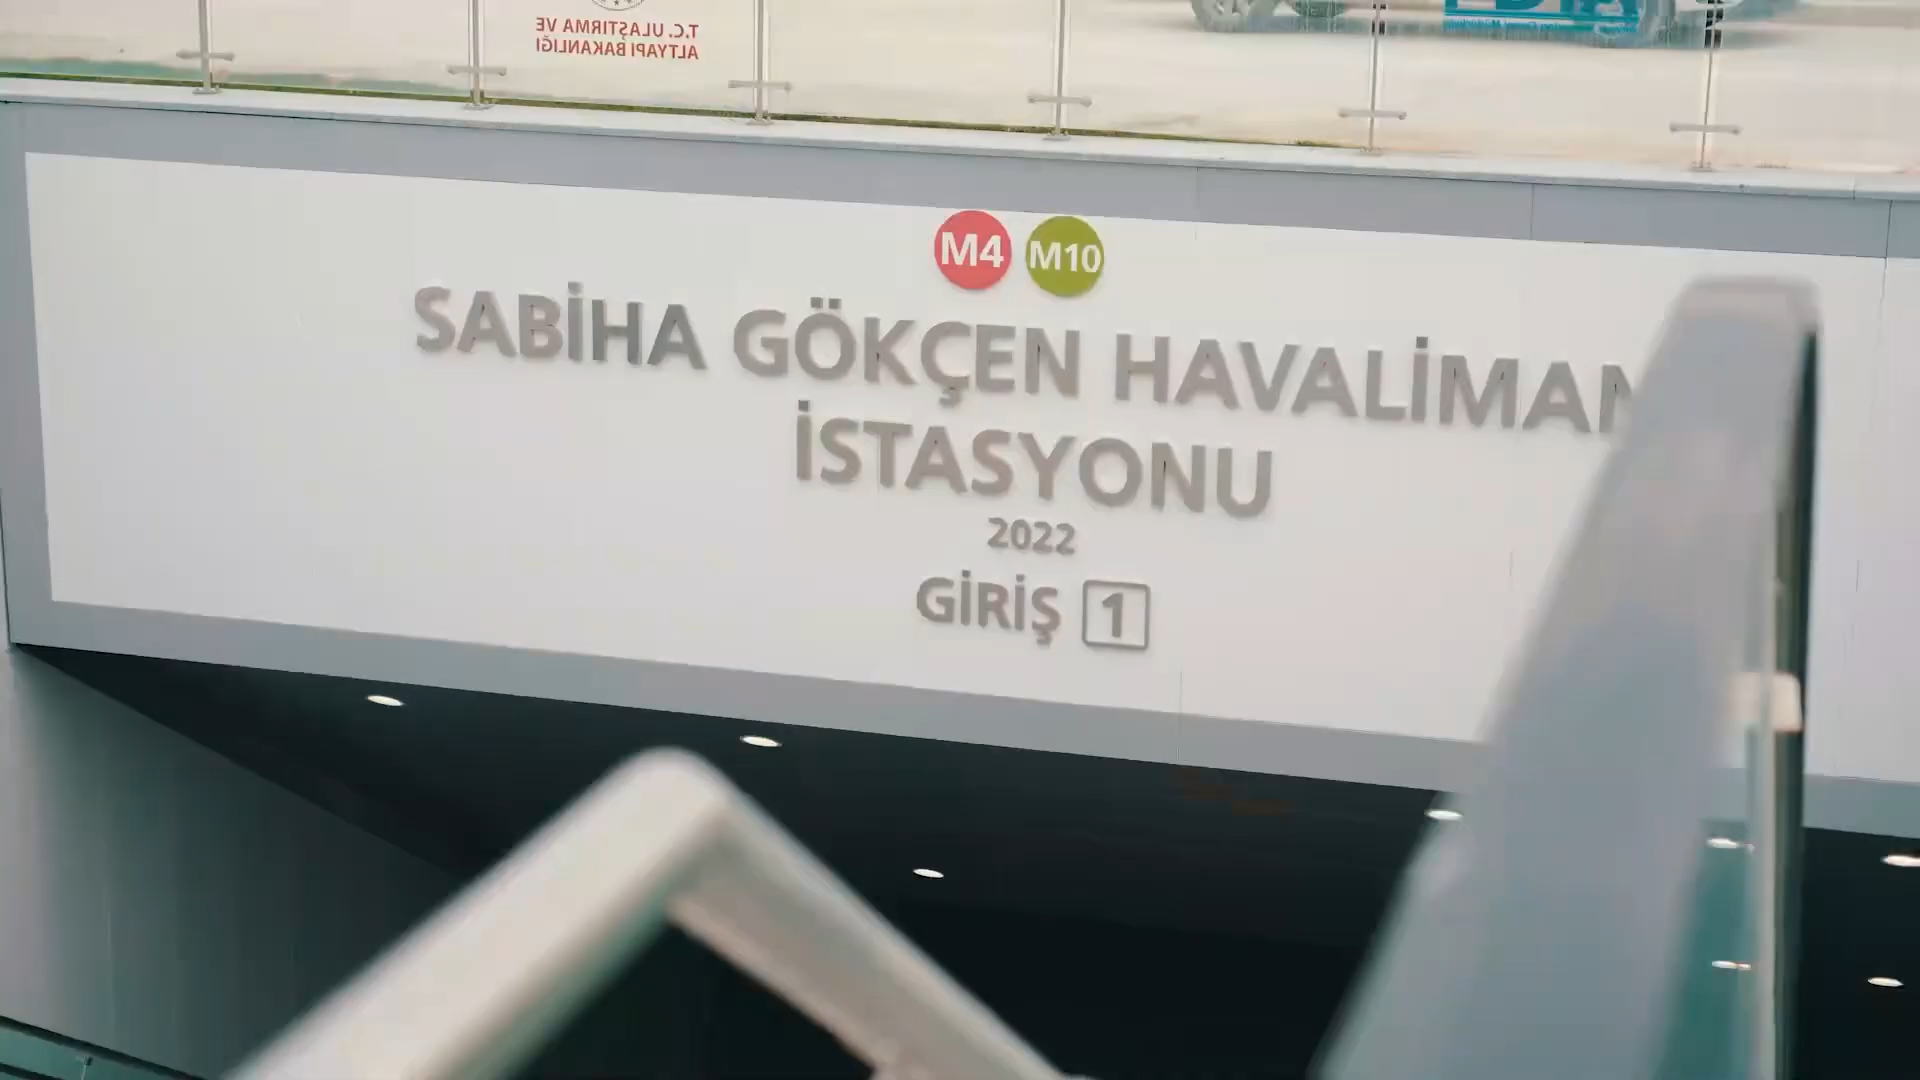 T.C. ULAŞTIRMA VE
ALTYAPI BAKANLIĞI
M4 M10
SABİHA GÖKÇEN HAVALİMAN
İSTASYONU
2022
GİRİŞ 1